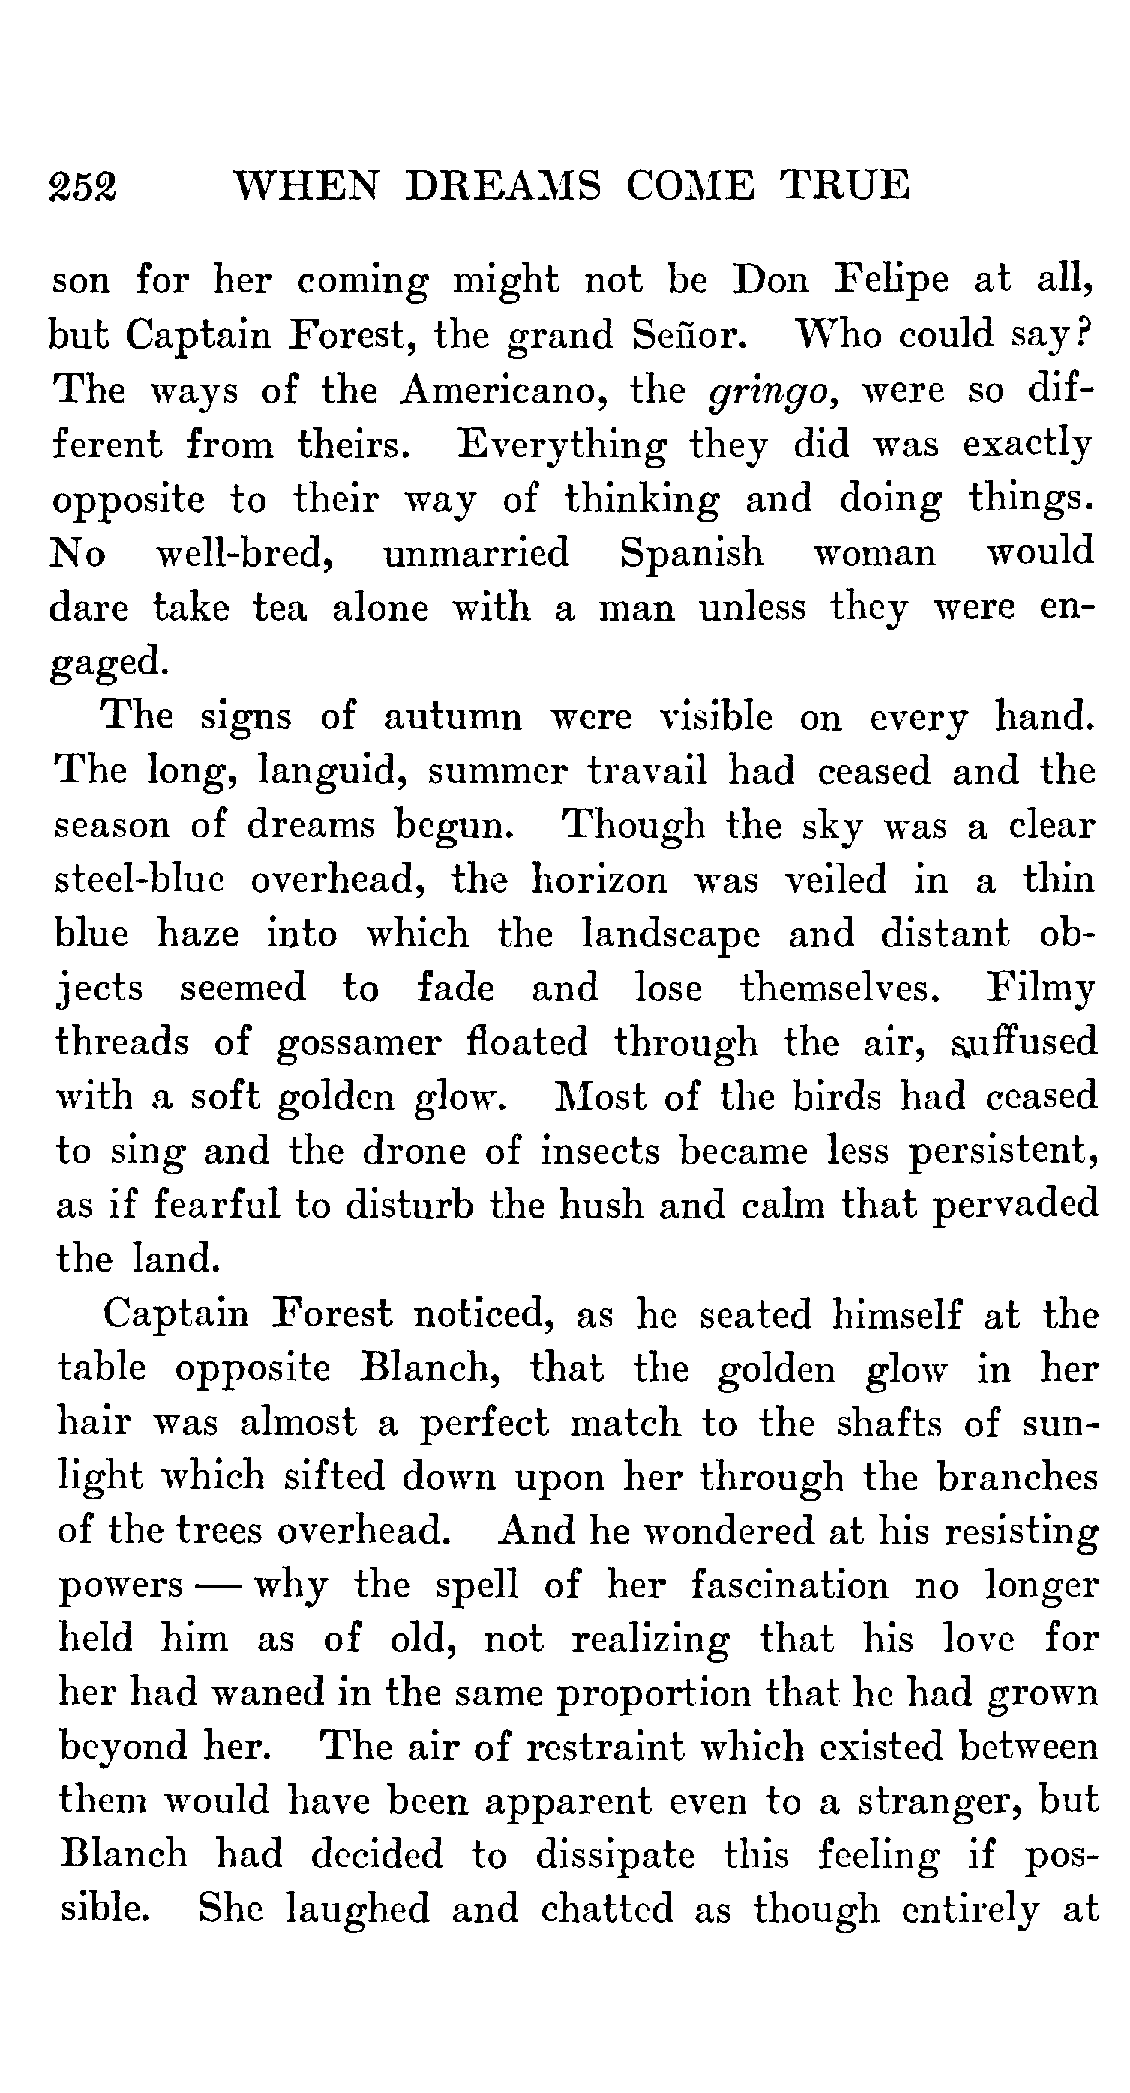 252 WHEN DREAMS COME TRUE
son for her coming might not be Don Felipe at all,
but Captain Forest, the grand Señor. Who could say?
The ways of the Americano, the gringo, were so dif-
ferent from theirs. Everything they did was exactly
opposite to their way of thinking and doing things.
No well-bred, unmarried Spanish woman would
dare take tea alone with a man unless they were en-
gaged.
The signs of autumn were visible on every hand.
The long, languid, summer travail had ceased and the
season of dreams begun. Though the sky was a clear
steel-blue overhead, the horizon was veiled in a thin
blue haze into which the landscape and distant ob-
jects seemed to fade and lose themselves. Filmy
threads of gossamer floated through the air, suffused
with a soft golden glow. Most of the birds had ceased
to sing and the drone of insects became less persistent,
as if fearful to disturb the hush and calm that pervaded
the land.
Captain Forest noticed, as he seated himself at the
table opposite Blanch, that the golden glow in her
hair was almost a perfect match to the shafts of sun-
light which sifted down upon her through the branches
of the trees overhead. And he wondered at his resisting
powers — why the spell of her fascination no longer
held him as of old, not realizing that his love for
her had waned in the same proportion that he had grown
beyond her. The air of restraint which existed between
them would have been apparent even to a stranger, but
Blanch had decided to dissipate this feeling if pos-
sible. She laughed and chatted as though entirely at